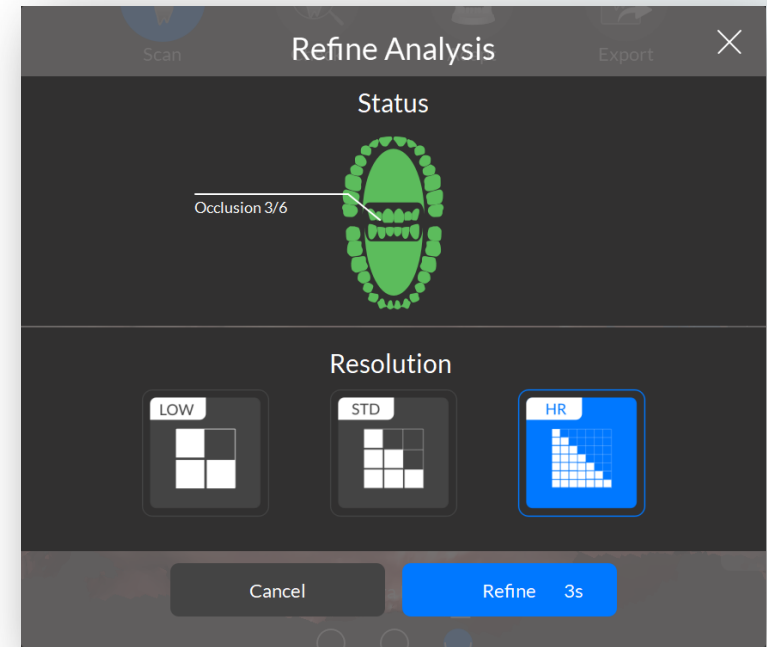 Scan
Export
Refine Analysis
Status
Occlusion 3/6
Resolution
LOW
STD
HR
Cancel
Refine 3s